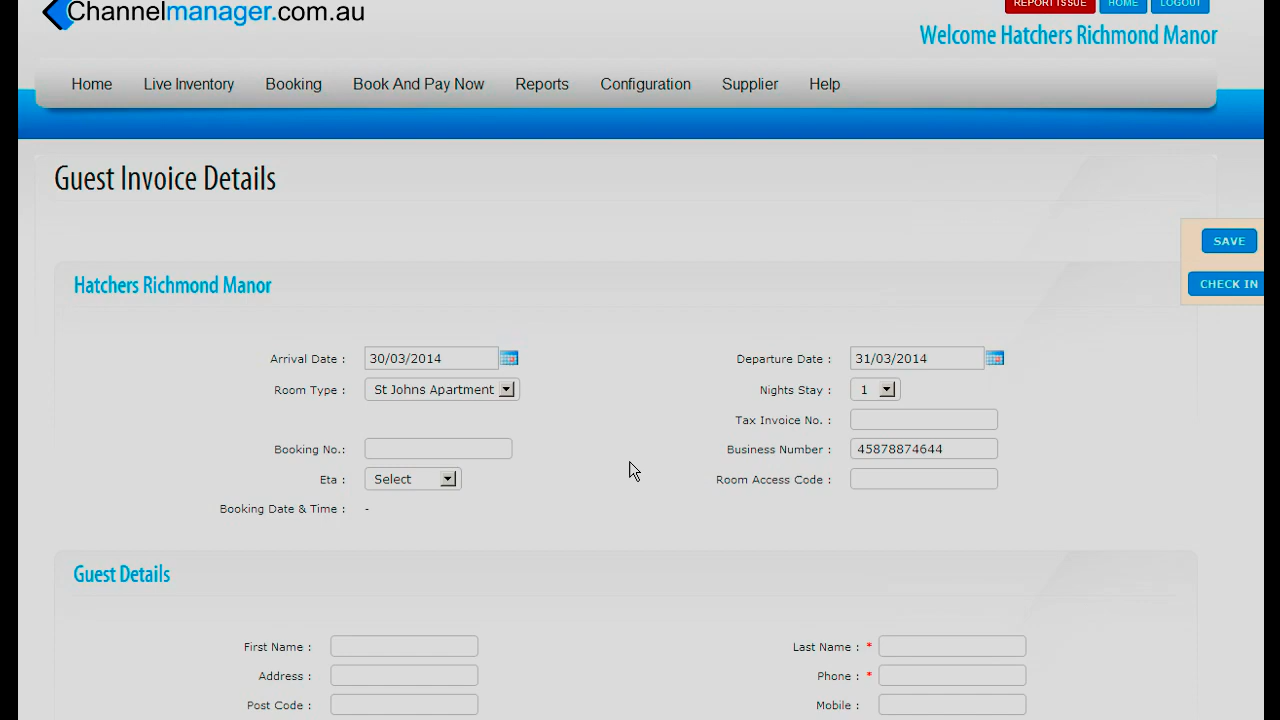 Channelmanager.com.au
REPORT ISSUE HOME LOGOUT
Welcome Hatchers Richmond Manor
Home Live Inventory Booking Book And Pay Now Reports Configuration Supplier Help
Guest Invoice Details
SAVE
CHECK IN
Hatchers Richmond Manor
Arrival Date : 30/03/2014 Departure Date : 31/03/2014
Room Type : St Johns Apartment Nights Stay : 1
Tax Invoice No. :
Booking No.: Business Number : 45878874644
Eta : Select Room Access Code :
Booking Date & Time : -
Guest Details
First Name : Last Name : *
Address : Phone : *
Post Code : Mobile :